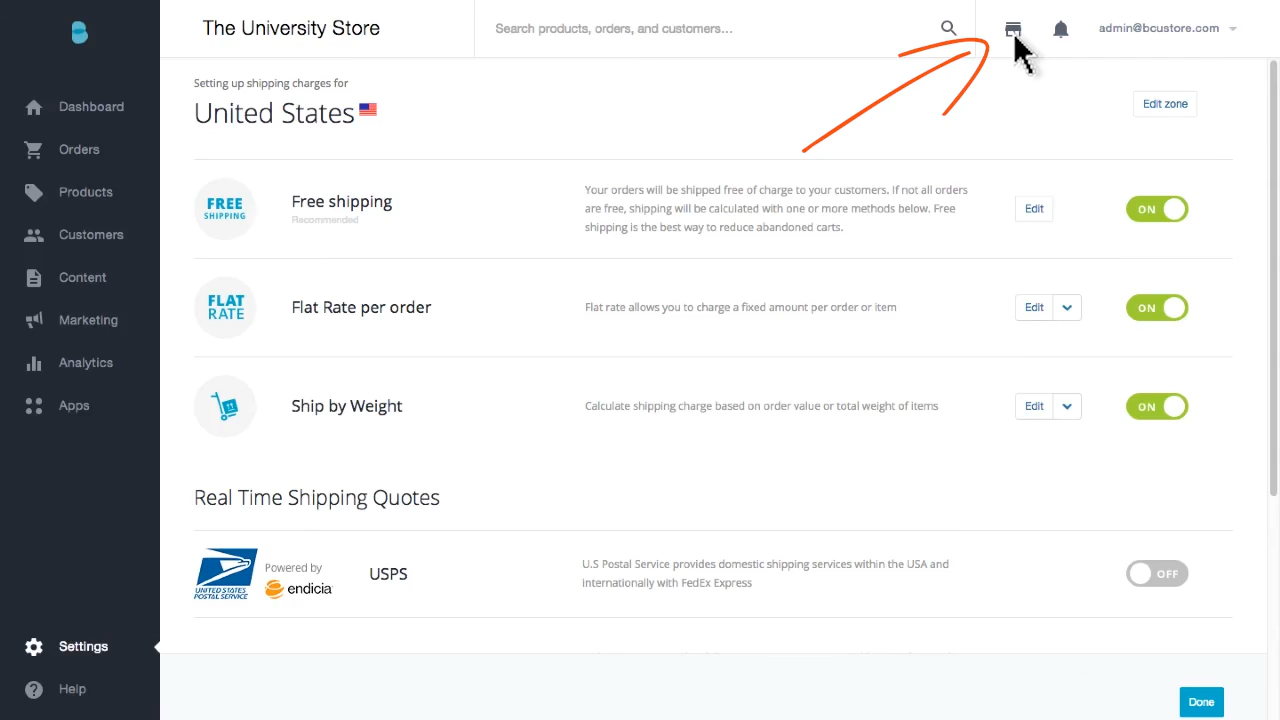 The University Store
Search products, orders, and customers...
admin@bcustore.com
Dashboard
Orders
Products
Customers
Content
Marketing
Analytics
Apps
Settings
Help
Setting up shipping charges for
United States
Edit zone
FREE
SHIPPING
Free shipping
Recommended
Your orders will be shipped free of charge to your customers. If not all orders
are free, shipping will be calculated with one or more methods below. Free
shipping is the best way to reduce abandoned carts.
Edit
ON
FLAT
RATE
Flat Rate per order
Flat rate allows you to charge a fixed amount per order or item
Edit
ON
Ship by Weight
Calculate shipping charge based on order value or total weight of items
Edit
ON
Real Time Shipping Quotes
UNITED STATES
POSTAL SERVICE
Powered by
endicia
USPS
U.S Postal Service provides domestic shipping services within the USA and
internationally with FedEx Express
OFF
Done